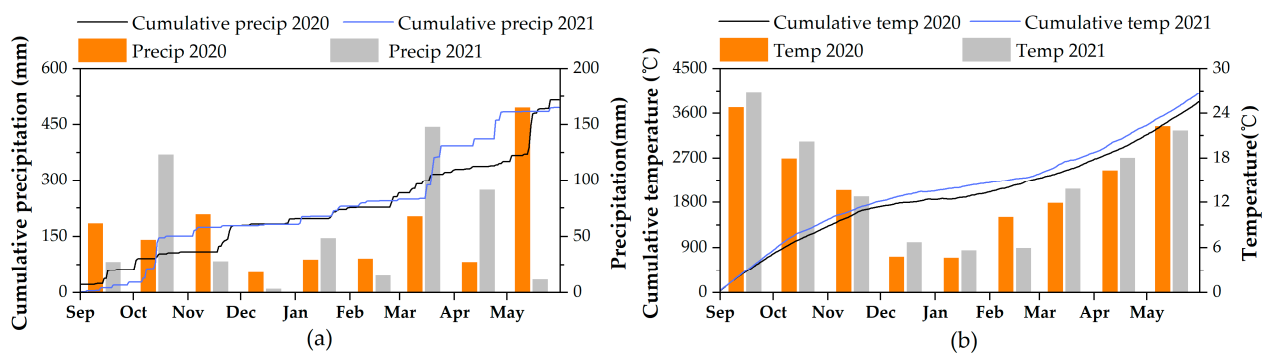 Cumulative precip 2020
Cumulative precip 2021
Precip 2020
Precip 2021
Cumulative precipitation (mm)
600
450
300
150
0
200
150
100
50
0
Precipitation(mm)
Sep Oct Nov Dec Jan Feb Mar Apr May
(a)
Cumulative temp 2020
Cumulative temp 2021
Temp 2020
Temp 2021
Cumulative temperature (℃)
4500
3600
2700
1800
900
0
30
24
18
12
6
0
Temperature(℃)
Sep Oct Nov Dec Jan Feb Mar Apr May
(b)